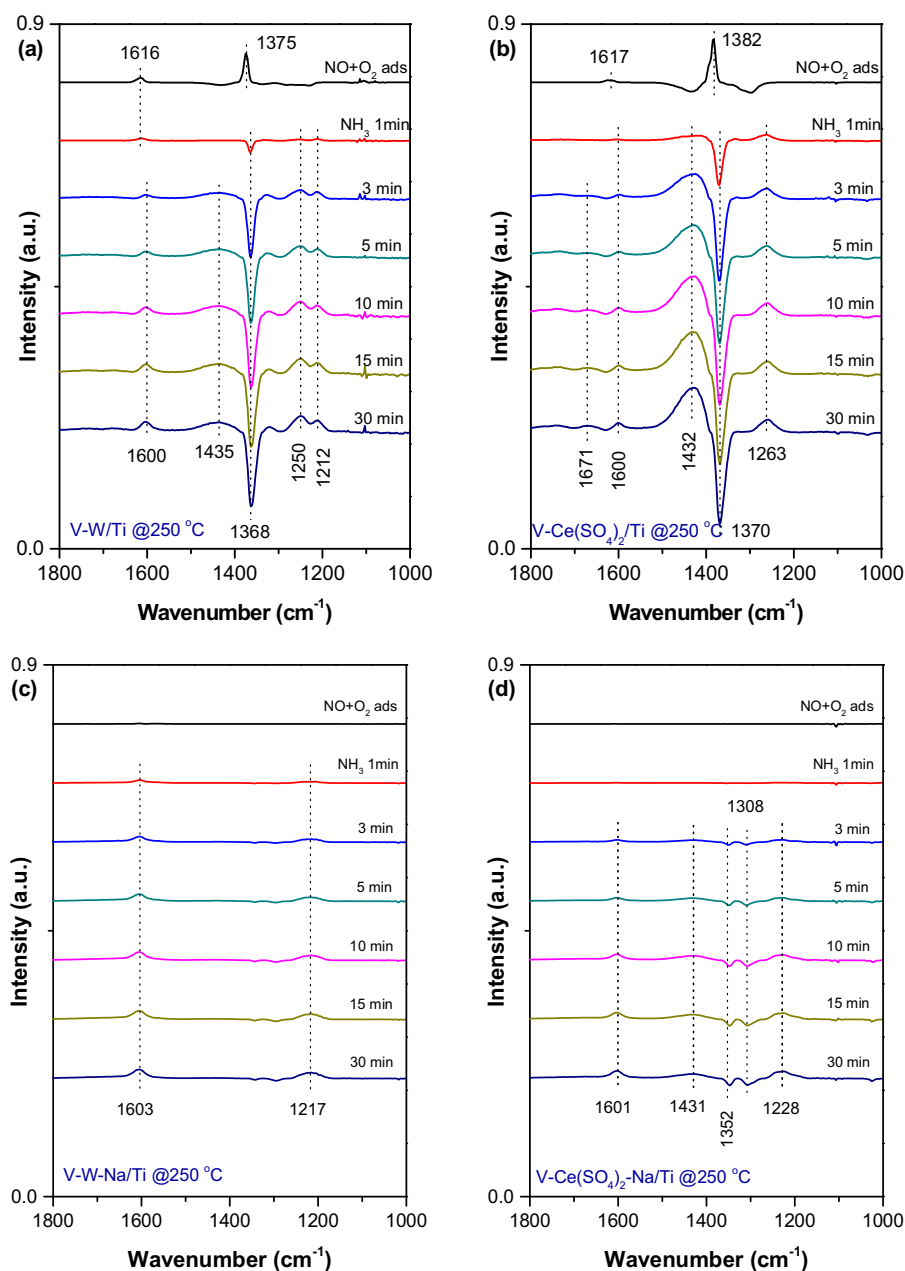 0.9
(a)
1616
1375
NO+O₂ ads
NH₃ 1min
3 min
5 min
10 min
15 min
30 min
1600
1435
1368
1250
1212
V-W/Ti @250 °C
0.0
1800 1600 1400 1200 1000
Wavenumber (cm⁻¹)
Intensity (a.u.)
0.9
(b)
1617
1382
NO+O₂ ads
NH₃ 1min
3 min
5 min
10 min
15 min
30 min
1671
1600
1432
1370
1263
V-Ce(SO₄)₂/Ti @250 °C
0.0
1800 1600 1400 1200 1000
Wavenumber (cm⁻¹)
Intensity (a.u.)
0.9
(c)
NO+O₂ ads
NH₃ 1min
3 min
5 min
10 min
15 min
30 min
1603
1217
V-W-Na/Ti @250 °C
0.0
1800 1600 1400 1200 1000
Wavenumber (cm⁻¹)
Intensity (a.u.)
0.9
(d)
NO+O₂ ads
NH₃ 1min
1308
3 min
5 min
10 min
15 min
30 min
1601
1431
1352
1228
V-Ce(SO₄)₂-Na/Ti @250 °C
0.0
1800 1600 1400 1200 1000
Wavenumber (cm⁻¹)
Intensity (a.u.)